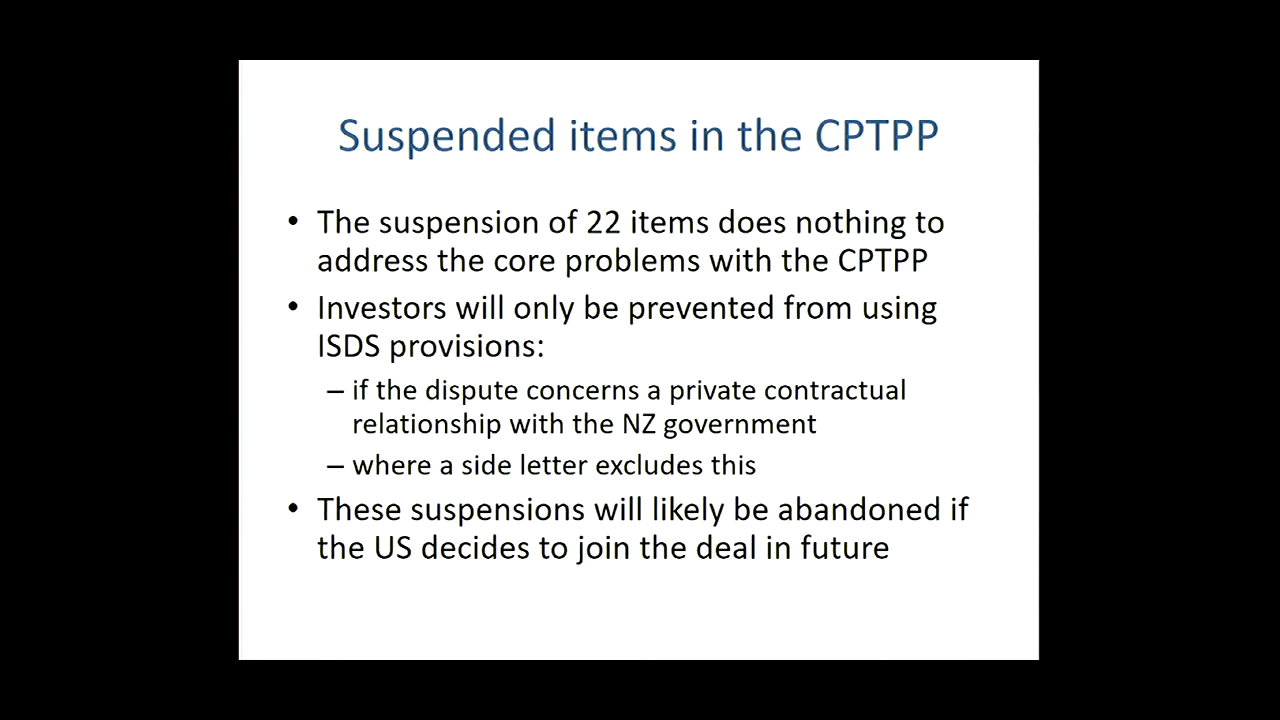 Suspended items in the CPTPP
• The suspension of 22 items does nothing to
address the core problems with the CPTPP
• Investors will only be prevented from using
ISDS provisions:
– if the dispute concerns a private contractual
relationship with the NZ government
– where a side letter excludes this
• These suspensions will likely be abandoned if
the US decides to join the deal in future